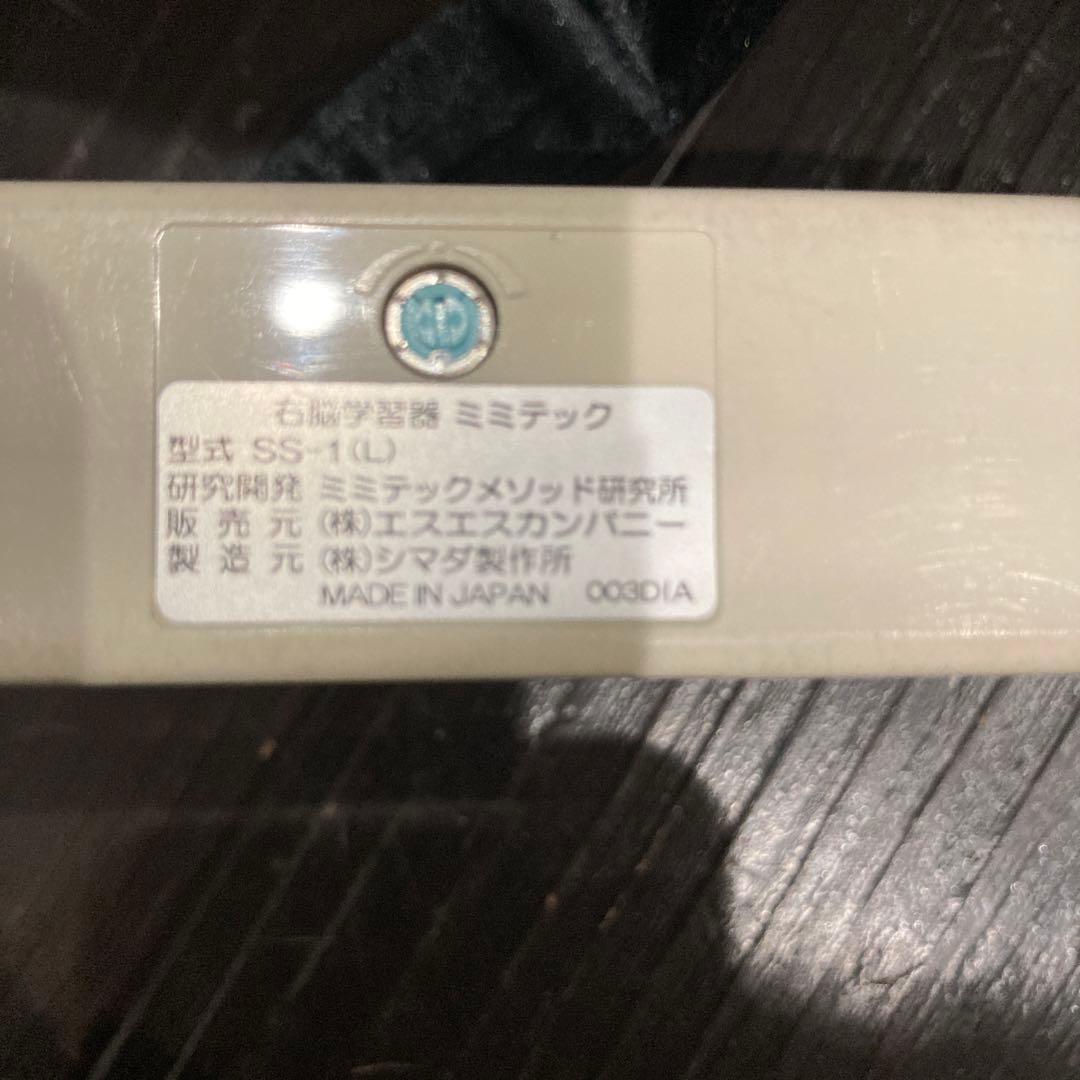 右脳学習器 ミミテック
型式 SS-1(L)
研究開発 ミミテックメソッド研究所
販売元 (株)エスエスカンパニー
製造元 (株)シマダ製作所
MADE IN JAPAN 003DIA